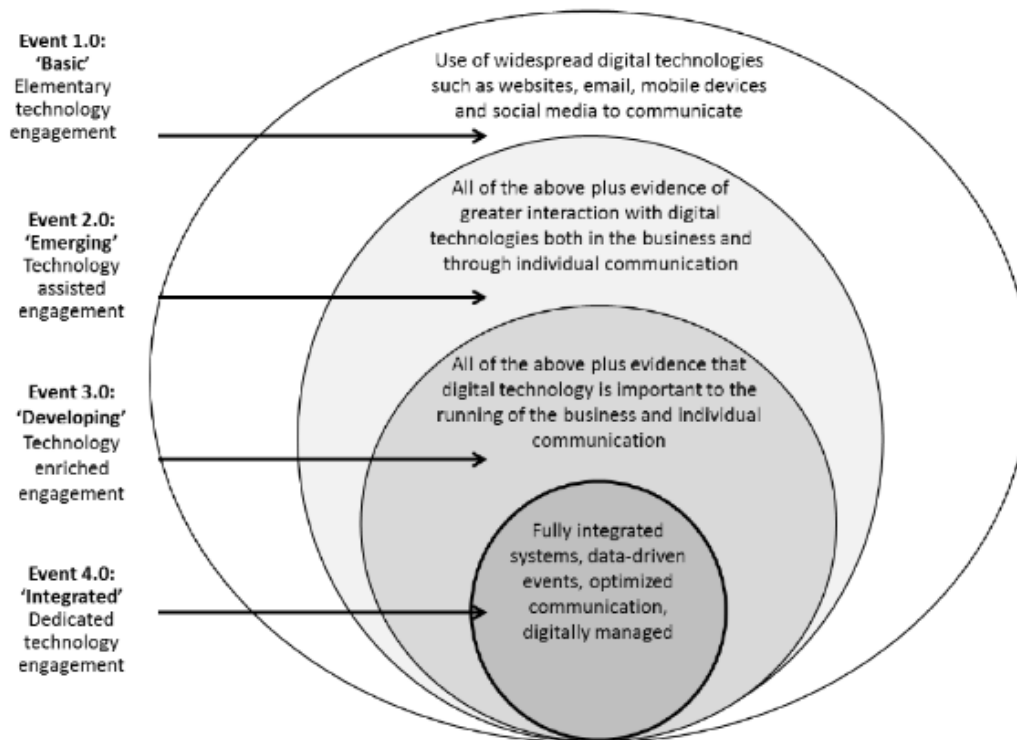 Event 1.0:
'Basic'
Elementary
technology
engagement
Use of widespread digital technologies
such as websites, email, mobile devices
and social media to communicate
Event 2.0:
'Emerging'
Technology
assisted
engagement
All of the above plus evidence of
greater interaction with digital
technologies both in the business and
through individual communication
Event 3.0:
'Developing'
Technology
enriched
engagement
All of the above plus evidence that
digital technology is important to the
running of the business and individual
communication
Event 4.0:
'Integrated'
Dedicated
technology
engagement
Fully integrated
systems, data-driven
events, optimized
communication,
digitally managed